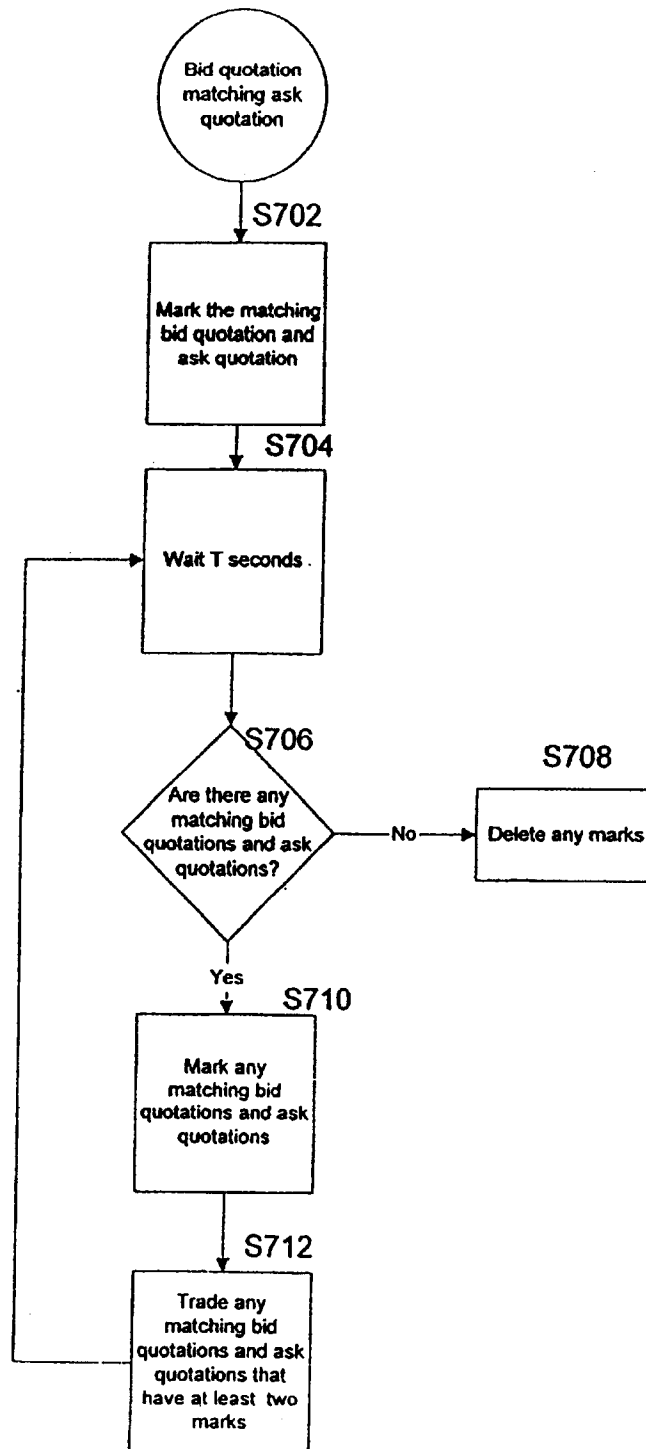 Bid quotation
matching ask
quotation
S702
Mark the matching
bid quotation and
ask quotation
S704
Wait T seconds
S706
Are there any
matching bid
quotations and ask
quotations?
No
S708
Delete any marks
Yes
S710
Mark any
matching bid
quotations and ask
quotations
S712
Trade any
matching bid
quotations and ask
quotations that
have at least two
marks